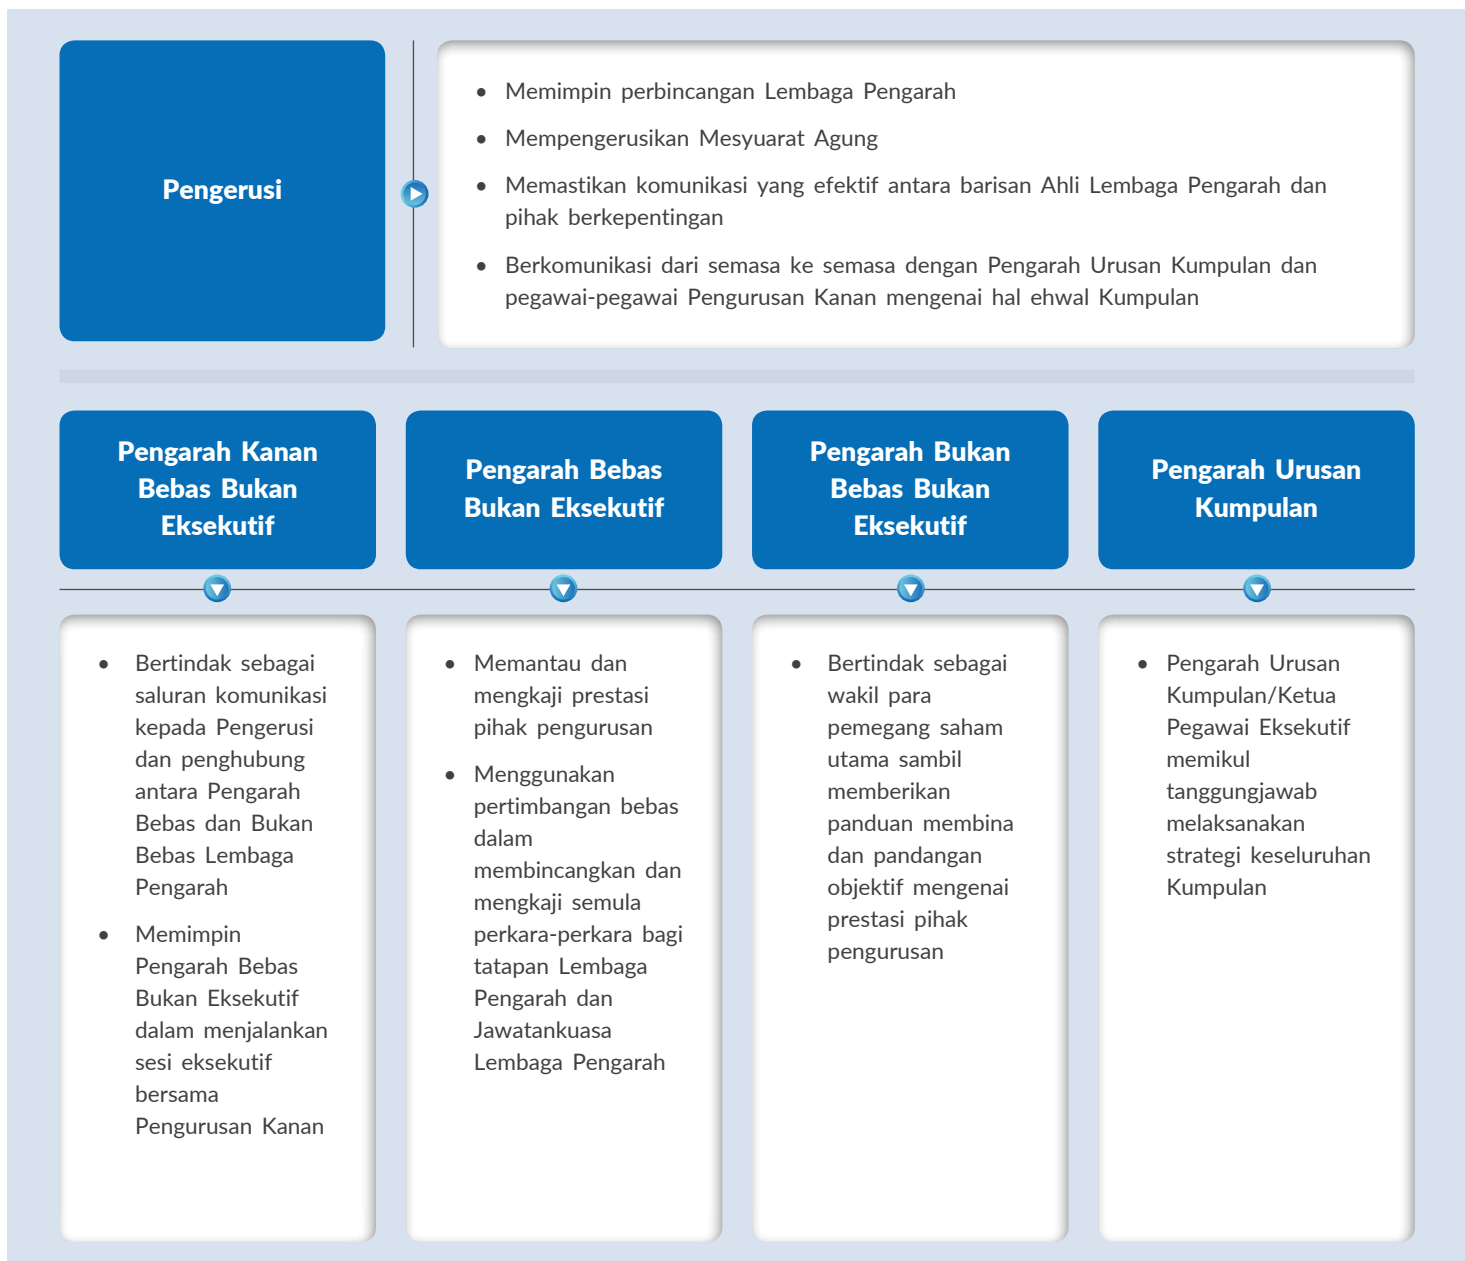 Pengerusi
• Memimpin perbincangan Lembaga Pengarah
• Mempengerusikan Mesyuarat Agung
• Memastikan komunikasi yang efektif antara barisan Ahli Lembaga Pengarah dan
pihak berkepentingan
• Berkomunikasi dari semasa ke semasa dengan Pengarah Urusan Kumpulan dan
pegawai-pegawai Pengurusan Kanan mengenai hal ehwal Kumpulan
Pengarah Kanan
Bebas Bukan
Eksekutif
• Bertindak sebagai
saluran komunikasi
kepada Pengerusi
dan penghubung
antara Pengarah
Bebas dan Bukan
Bebas Lembaga
Pengarah
• Memimpin
Pengarah Bebas
Bukan Eksekutif
dalam menjalankan
sesi eksekutif
bersama
Pengurusan Kanan
Pengarah Bebas
Bukan Eksekutif
• Memantau dan
mengkaji prestasi
pihak pengurusan
• Menggunakan
pertimbangan bebas
dalam
membincangkan dan
mengkaji semula
perkara-perkara bagi
tatapan Lembaga
Pengarah dan
Jawatankuasa
Lembaga Pengarah
Pengarah Bukan
Bebas Bukan
Eksekutif
• Bertindak sebagai
wakil para
pemegang saham
utama sambil
memberikan
panduan membina
dan pandangan
objektif mengenai
prestasi pihak
pengurusan
Pengarah Urusan
Kumpulan
• Pengarah Urusan
Kumpulan/Ketua
Pegawai Eksekutif
memikul
tanggungjawab
melaksanakan
strategi keseluruhan
Kumpulan